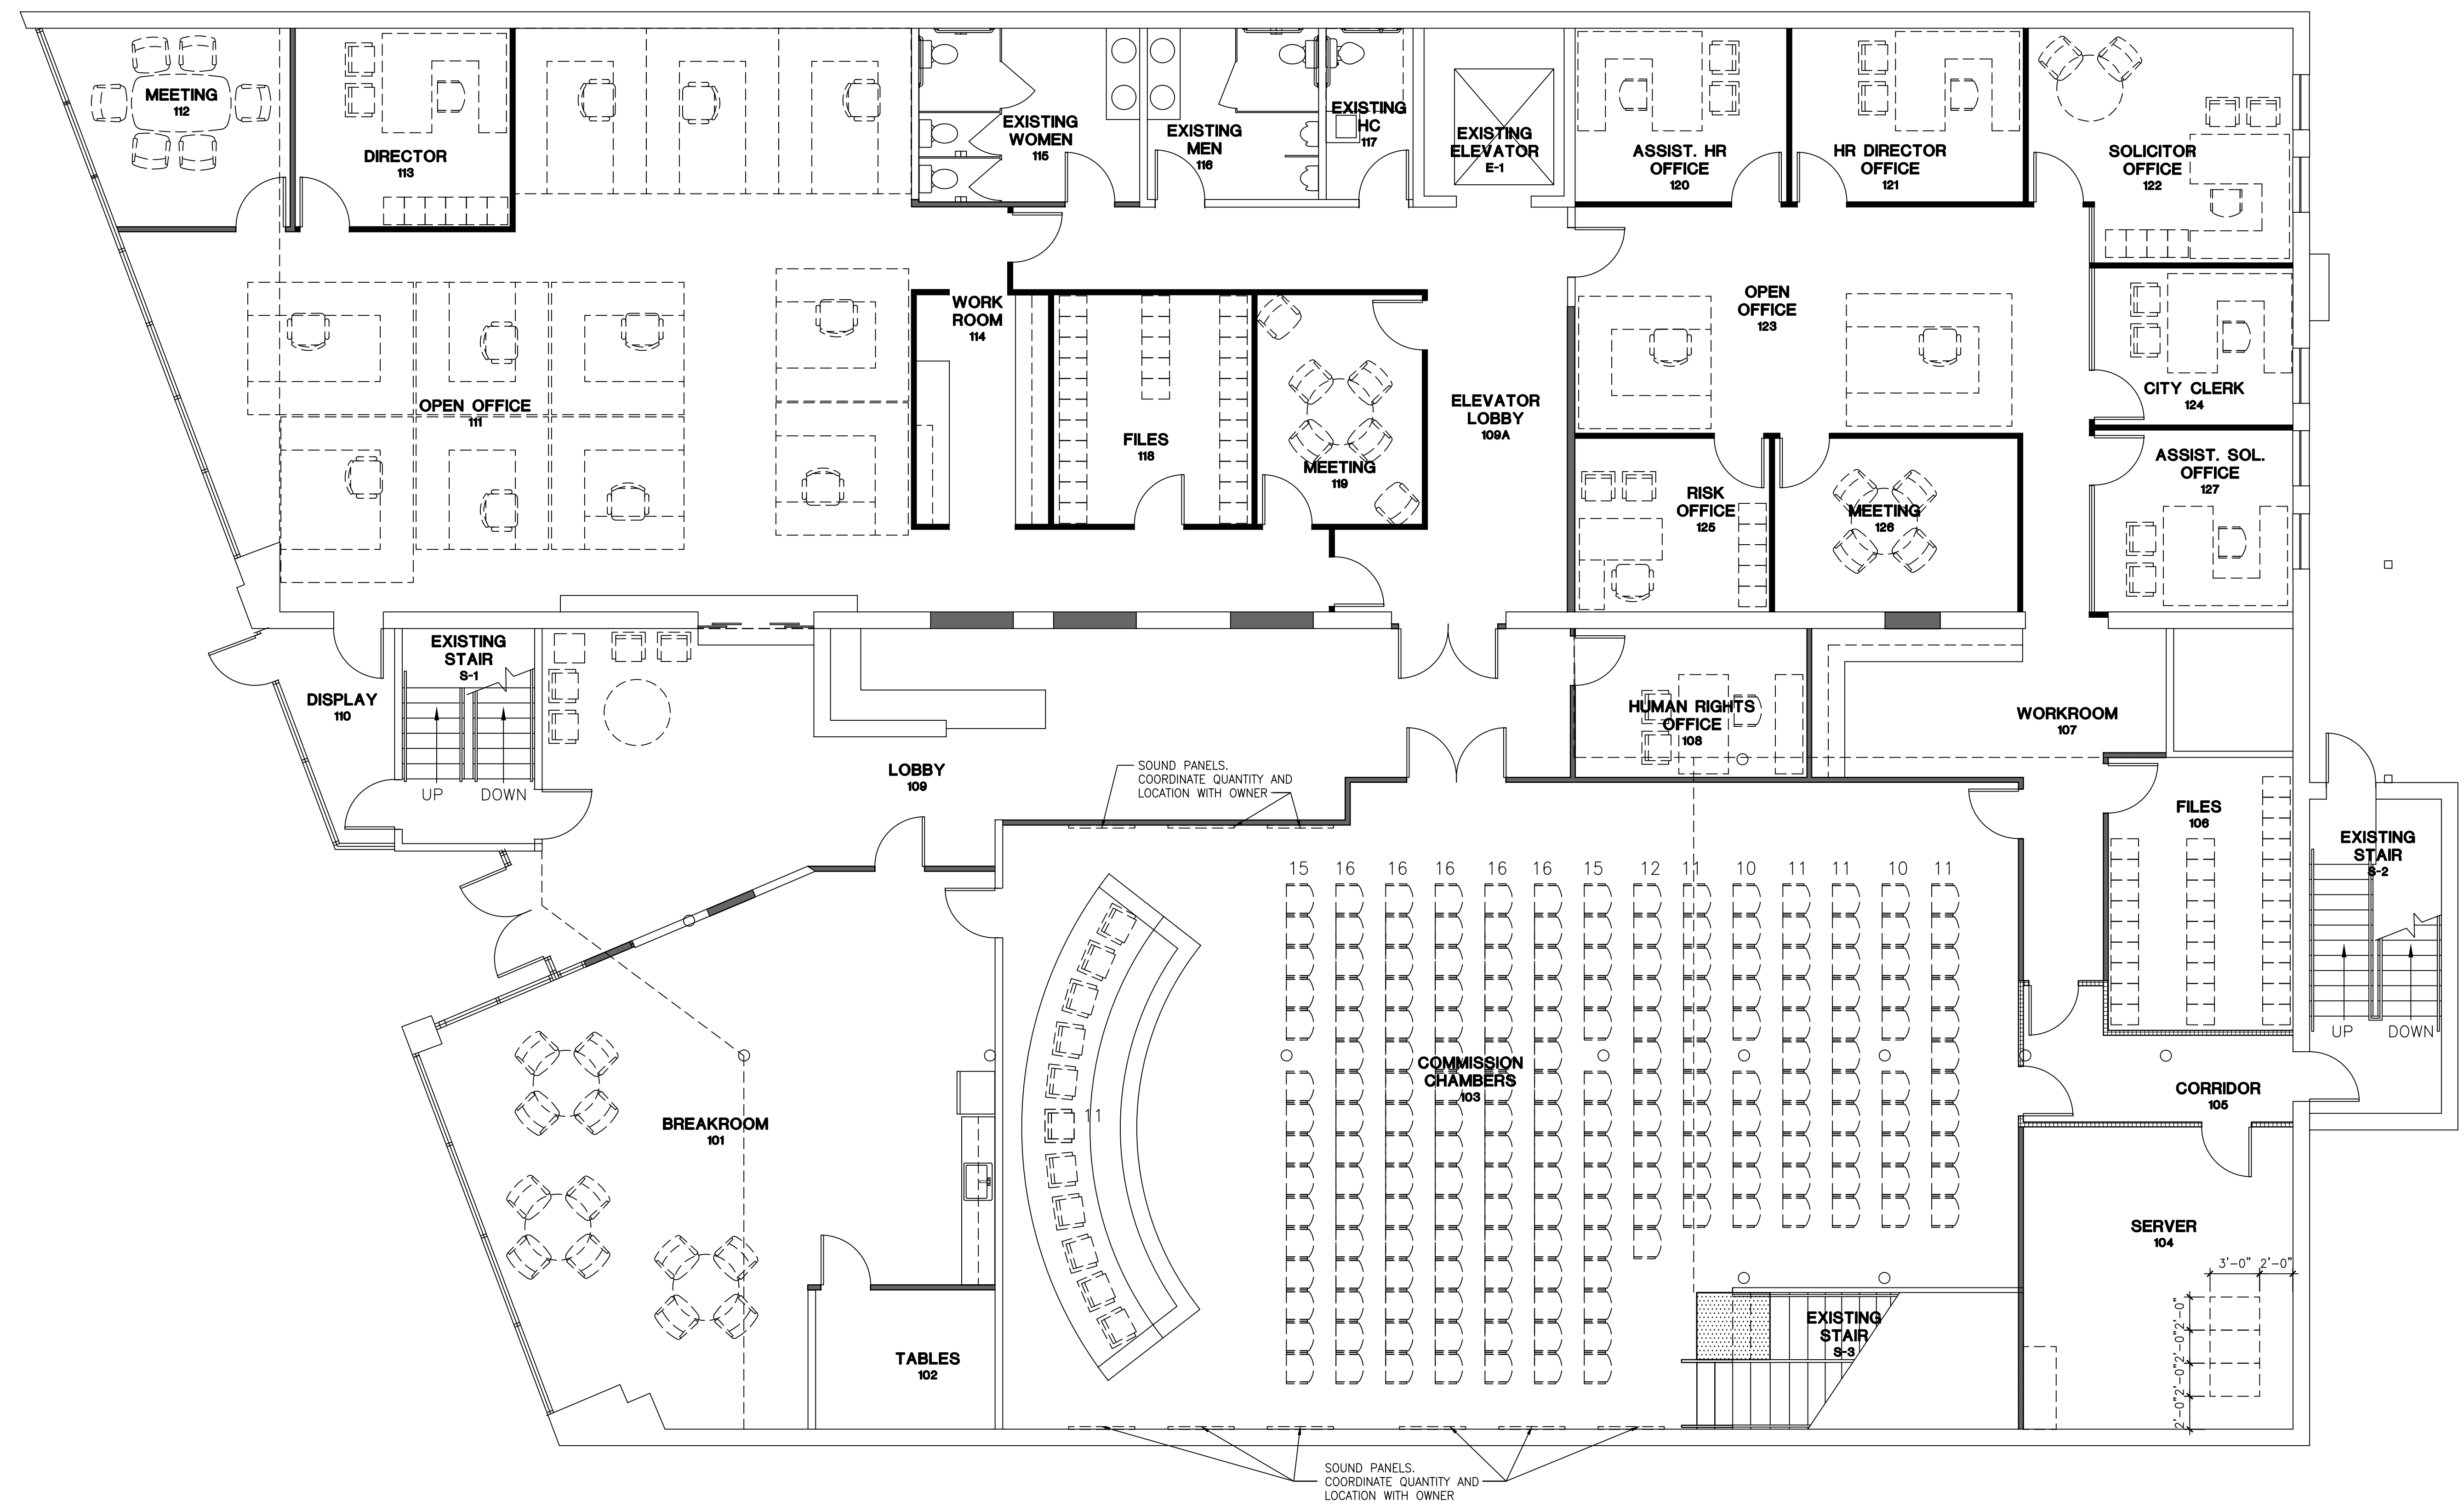 MEETING
112
DIRECTOR
113
EXISTING
WOMEN
115
EXISTING
MEN
116
EXISTING
HC
117
EXISTING
ELEVATOR
E-1
ASSIST. HR
OFFICE
120
HR DIRECTOR
OFFICE
121
SOLICITOR
OFFICE
122
OPEN OFFICE
111
WORK
ROOM
114
FILES
118
MEETING
119
ELEVATOR
LOBBY
109A
OPEN
OFFICE
123
CITY CLERK
124
RISK
OFFICE
125
MEETING
126
ASSIST. SOL.
OFFICE
127
DISPLAY
110
EXISTING
STAIR
S-1
UP
DOWN
LOBBY
109
SOUND PANELS.
COORDINATE QUANTITY AND
LOCATION WITH OWNER
HUMAN RIGHTS
OFFICE
108
WORKROOM
107
FILES
106
EXISTING
STAIR
S-2
UP
DOWN
15 16 16 16 16 16 15 12 11 10 11 11 10 11
COMMISSION
CHAMBERS
103
11
BREAKROOM
101
CORRIDOR
105
SERVER
104
3'-0" 2'-0"
2'-0"
2'-0"
2'-0"
2'-0"
EXISTING
STAIR
S-3
TABLES
102
SOUND PANELS.
COORDINATE QUANTITY AND
LOCATION WITH OWNER